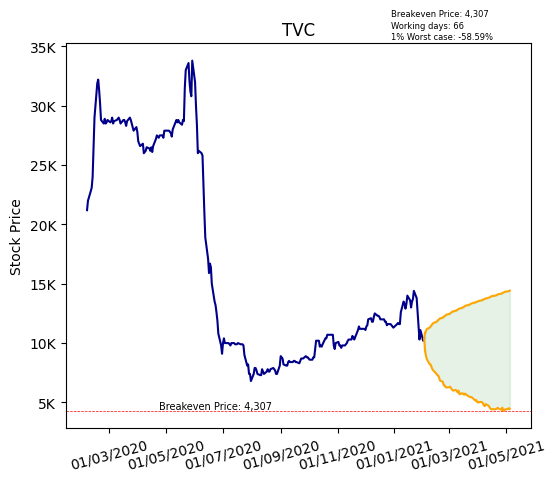 Breakeven Price: 4,307
Working days: 66
1% Worst case: -58.59%
TVC
35K
30K
25K
20K
15K
10K
5K
Stock Price
Breakeven Price: 4,307
01/03/2020
01/05/2020
01/07/2020
01/09/2020
01/11/2020
01/01/2021
01/03/2021
01/05/2021